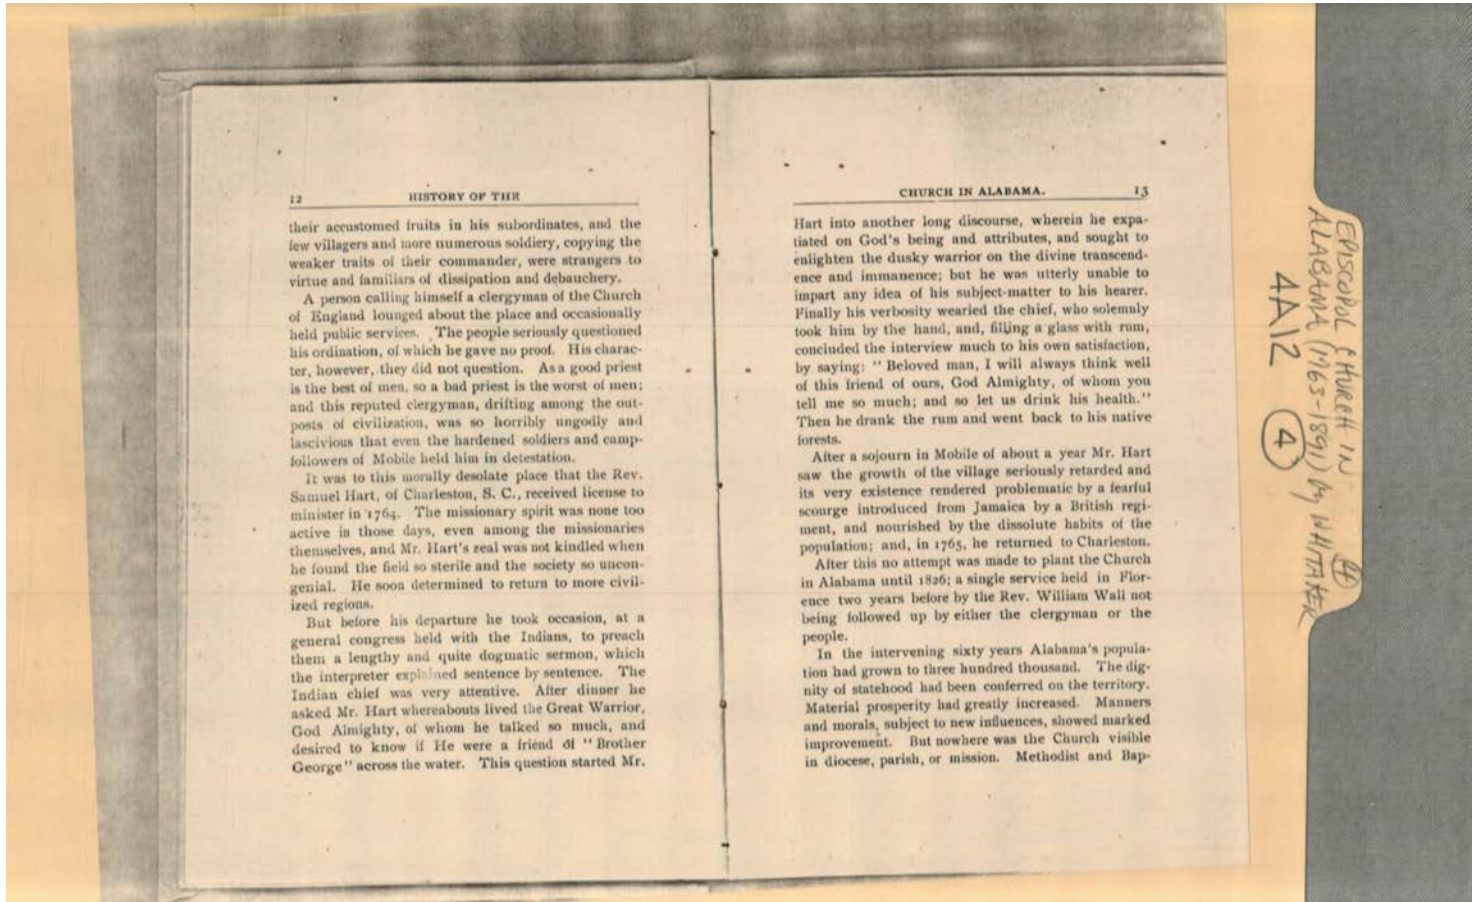 12 HISTORY OF THE
their accustomed fruits in his subordinates, and the
few villagers and more numerous soldiery, copying the
weaker traits of their commander, were strangers to
virtue and familiars of dissipation and debauchery.
A person calling himself a clergyman of the Church
of England lounged about the place and occasionally
held public services. The people seriously questioned
his ordination, of which he gave no proof. His charac-
ter, however, they did not question. As a good priest
is the best of men, so a bad priest is the worst of men;
and this reputed clergyman, drifting among the out-
posts of civilization, was so horribly ungodly and
lascivious that even the hardened soldiers and camp-
followers of Mobile held him in detestation.
It was to this morally desolate place that the Rev.
Samuel Hart, of Charleston, S. C., received license to
minister in 1764. The missionary spirit was none too
active in those days, even among the missionaries
themselves, and Mr. Hart's zeal was not kindled when
he found the field so sterile and the society so uncon-
genial. He soon determined to return to more civil-
ized regions.
But before his departure he took occasion, at a
general congress held with the Indians, to preach
them a lengthy and quite dogmatic sermon, which
the interpreter explained sentence by sentence. The
Indian chief was very attentive. After dinner he
asked Mr. Hart whereabouts lived the Great Warrior,
God Almighty, of whom he talked so much, and
desired to know if He were a friend of "Brother
George" across the water. This question started Mr.
CHURCH IN ALABAMA. 13
Hart into another long discourse, wherein he expa-
tiated on God's being and attributes, and sought to
enlighten the dusky warrior on the divine transcend-
ence and immanence; but he was utterly unable to
impart any idea of his subject-matter to his hearer.
Finally his verbosity wearied the chief, who solemnly
took him by the hand, and, filling a glass with rum,
concluded the interview much to his own satisfaction,
by saying: "Beloved man, I will always think well
of this friend of ours, God Almighty, of whom you
tell me so much; and so let us drink his health."
Then he drank the rum and went back to his native
forests.
After a sojourn in Mobile of about a year Mr. Hart
saw the growth of the village seriously retarded and
its very existence rendered problematic by a fearful
scourge introduced from Jamaica by a British regi-
ment, and nourished by the dissolute habits of the
population; and, in 1765, he returned to Charleston.
After this no attempt was made to plant the Church
in Alabama until 1826; a single service held in Flor-
ence two years before by the Rev. William Wall not
being followed up by either the clergyman or the
people.
In the intervening sixty years Alabama's popula-
tion had grown to three hundred thousand. The dig-
nity of statehood had been conferred on the territory.
Material prosperity had greatly increased. Manners
and morals, subject to new influences, showed marked
improvement. But nowhere was the Church visible
in diocese, parish, or mission. Methodist and Bap-
EPISCOPOL CHURCH IN
ALABAMA (1763-1891) by WHITAKER
4A12 4